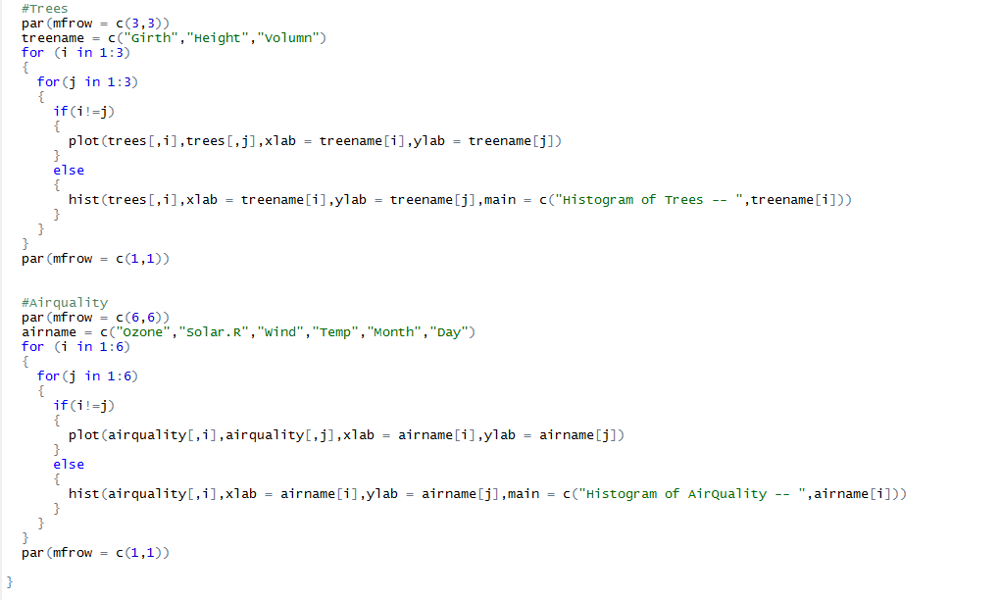 #Trees
par(mfrow = c(3,3))
treename = c("Girth","Height","Volumn")
for (i in 1:3)
{
for(j in 1:3)
{
if(i!=j)
{
plot(trees[,i],trees[,j],xlab = treename[i],ylab = treename[j])
}
else
{
hist(trees[,i],xlab = treename[i],ylab = treename[j],main = c("Histogram of Trees -- ",treename[i]))
}
}
}
par(mfrow = c(1,1))
#Airquality
par(mfrow = c(6,6))
airname = c("Ozone","Solar.R","Wind","Temp","Month","Day")
for (i in 1:6)
{
for(j in 1:6)
{
if(i!=j)
{
plot(airquality[,i],airquality[,j],xlab = airname[i],ylab = airname[j])
}
else
{
hist(airquality[,i],xlab = airname[i],ylab = airname[j],main = c("Histogram of AirQuality -- ",airname[i]))
}
}
}
par(mfrow = c(1,1))
}